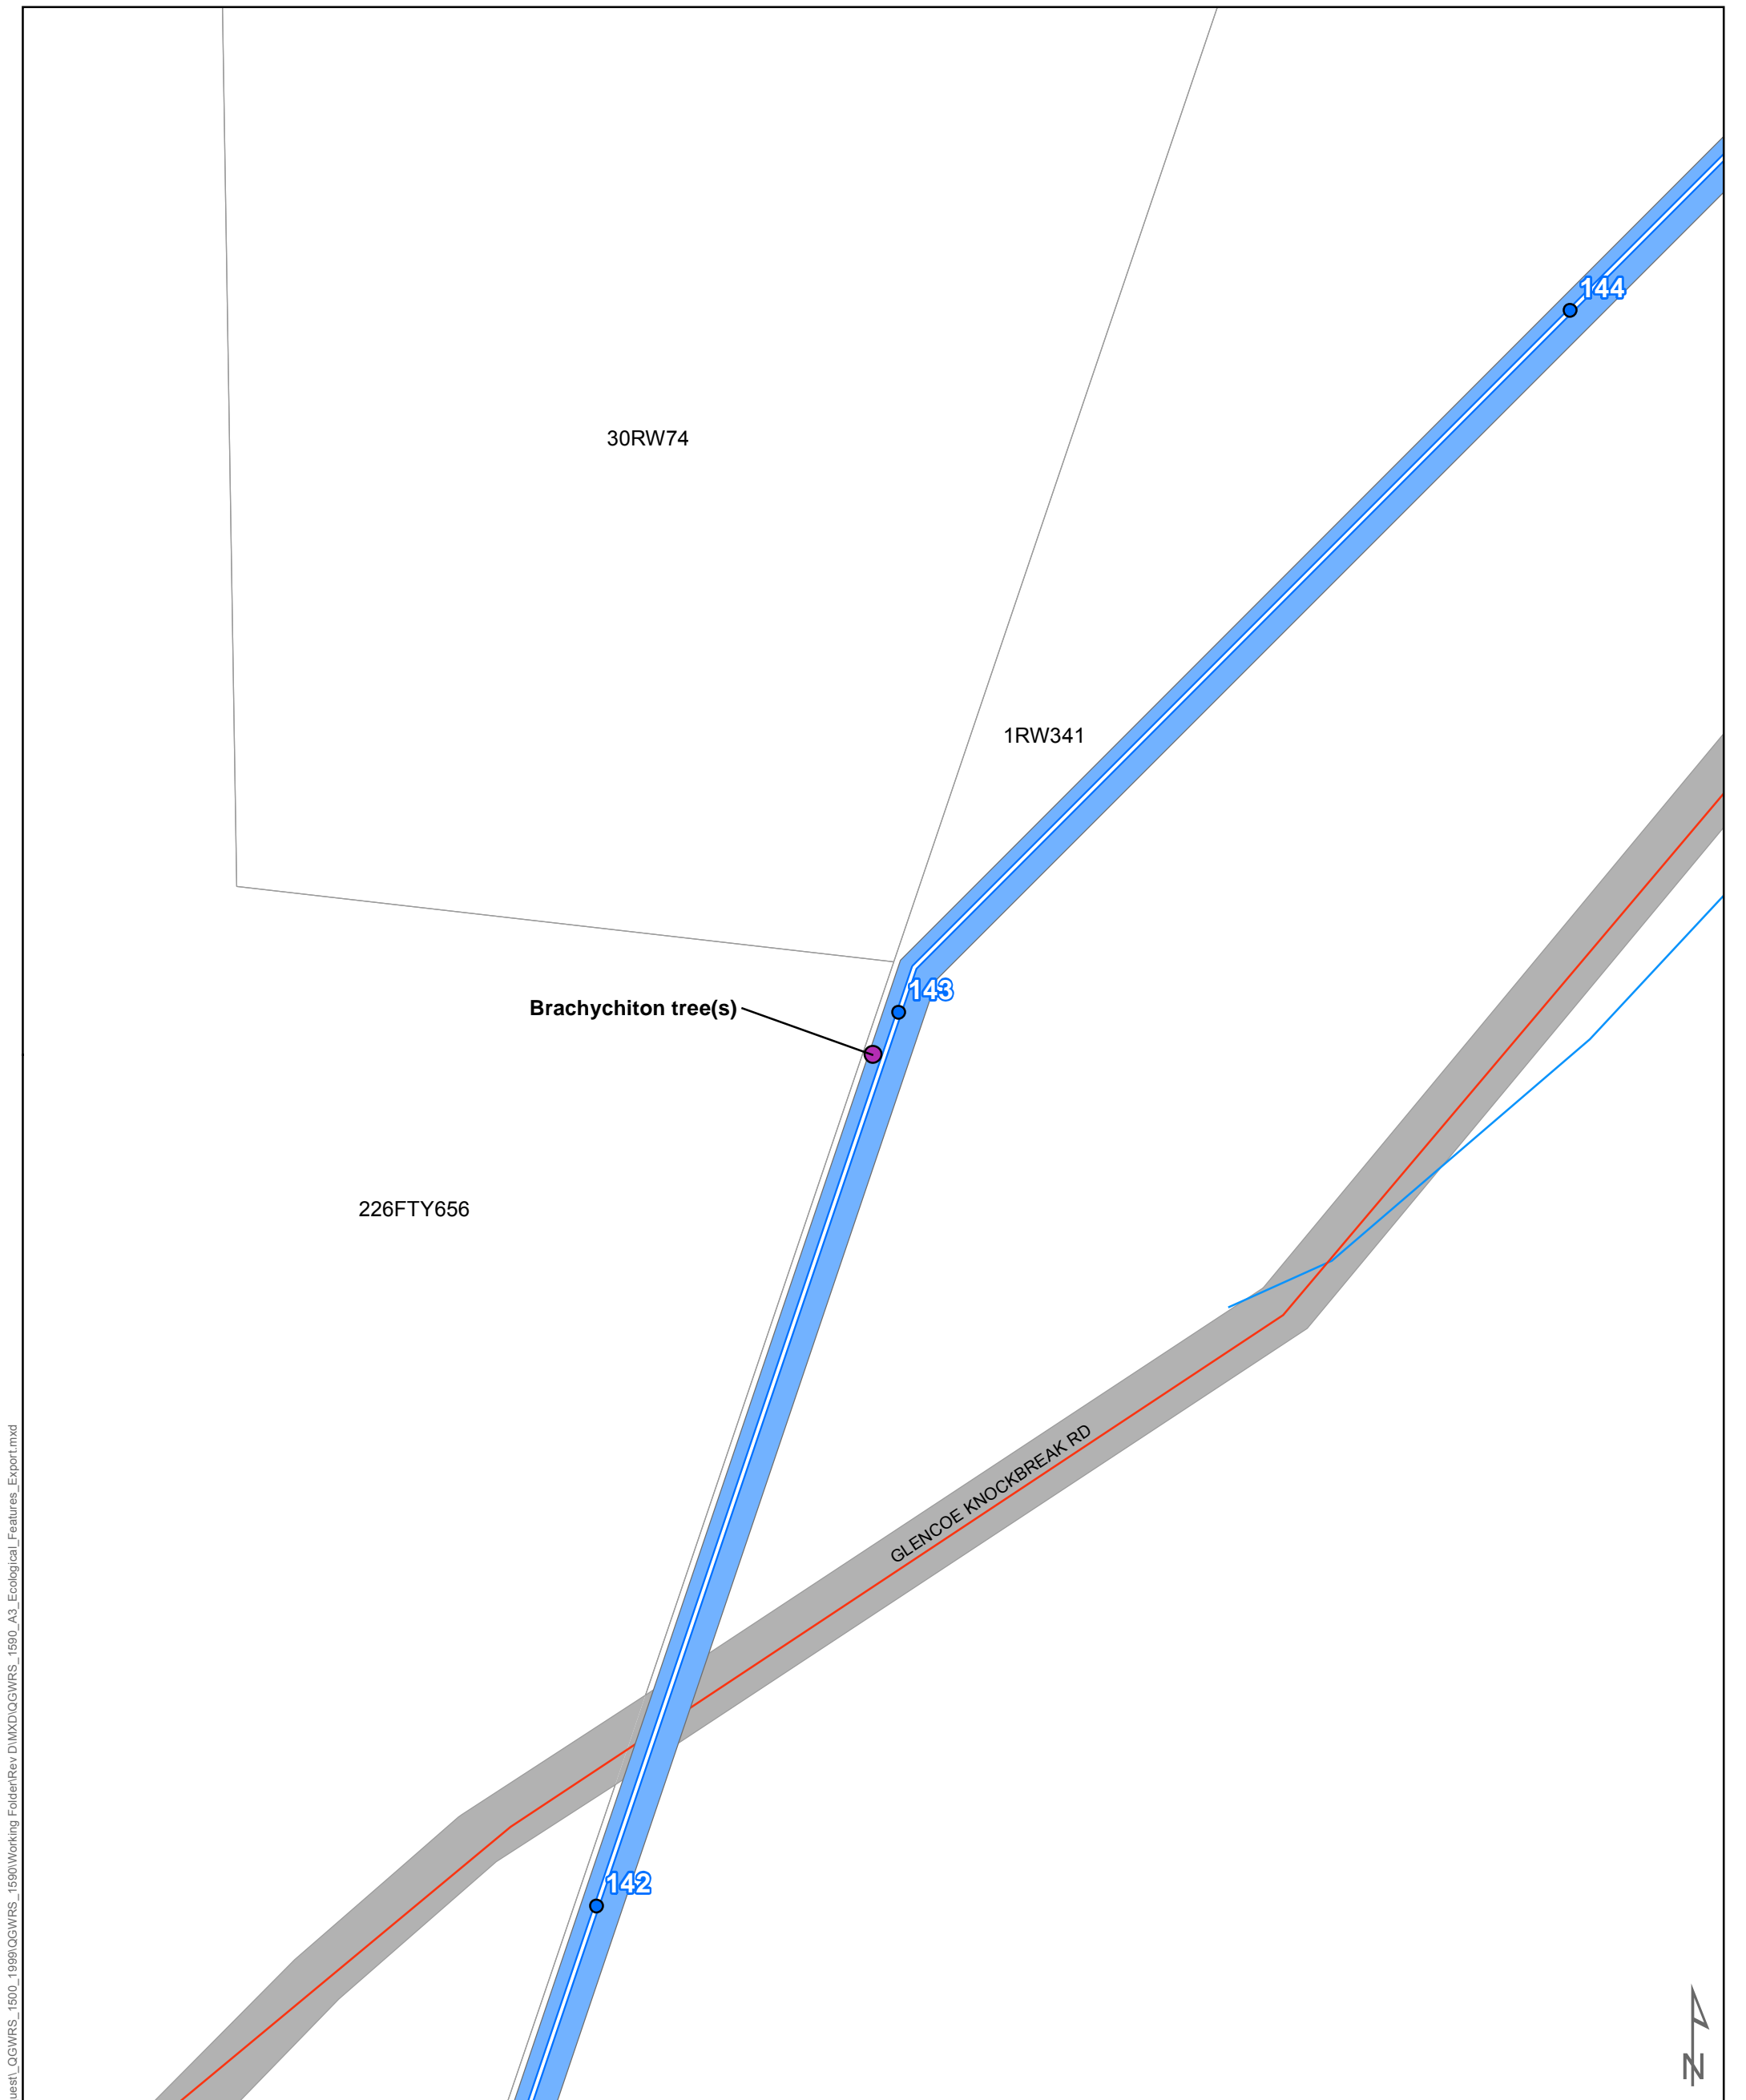 144
30RW74
1RW341
143
Brachychiton tree(s)
226FTY656
GLENCOE KNOCKBREAK RD
142
uest\_QGWRS_1500_1999\QGWRS_1590\Working Folder\Rev D\MXD\QGWRS_1590_A3_Ecological_Features_Export.mxd
N